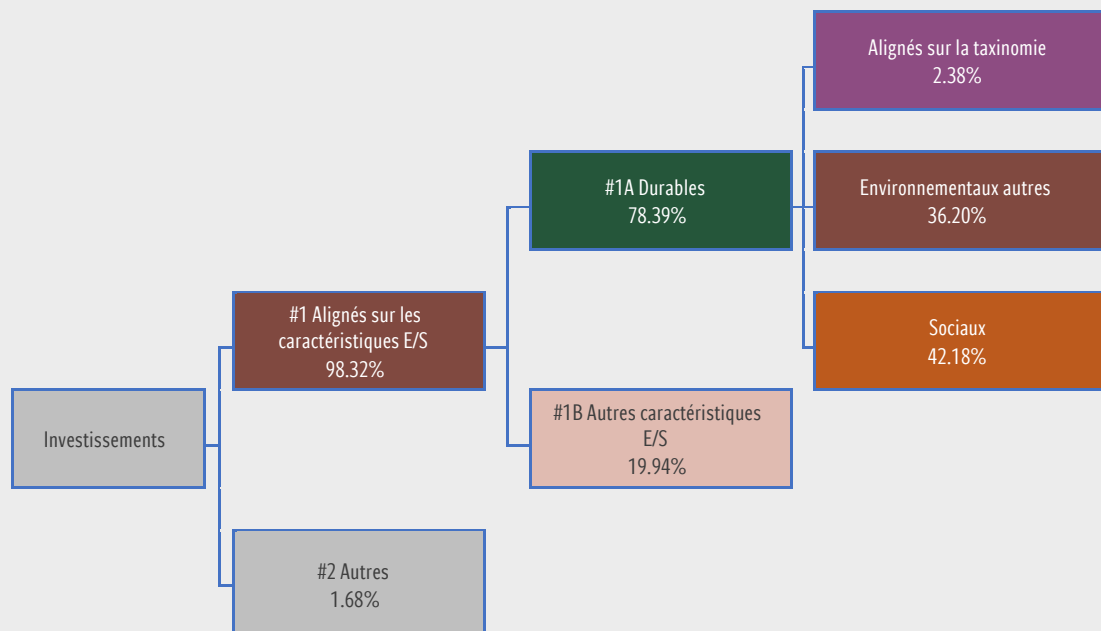 Alignés sur la taxinomie
2.38%
#1A Durables
78.39%
Environnementaux autres
36.20%
#1 Alignés sur les
caractéristiques E/S
98.32%
Sociaux
42.18%
Investissements
#1B Autres caractéristiques
E/S
19.94%
#2 Autres
1.68%